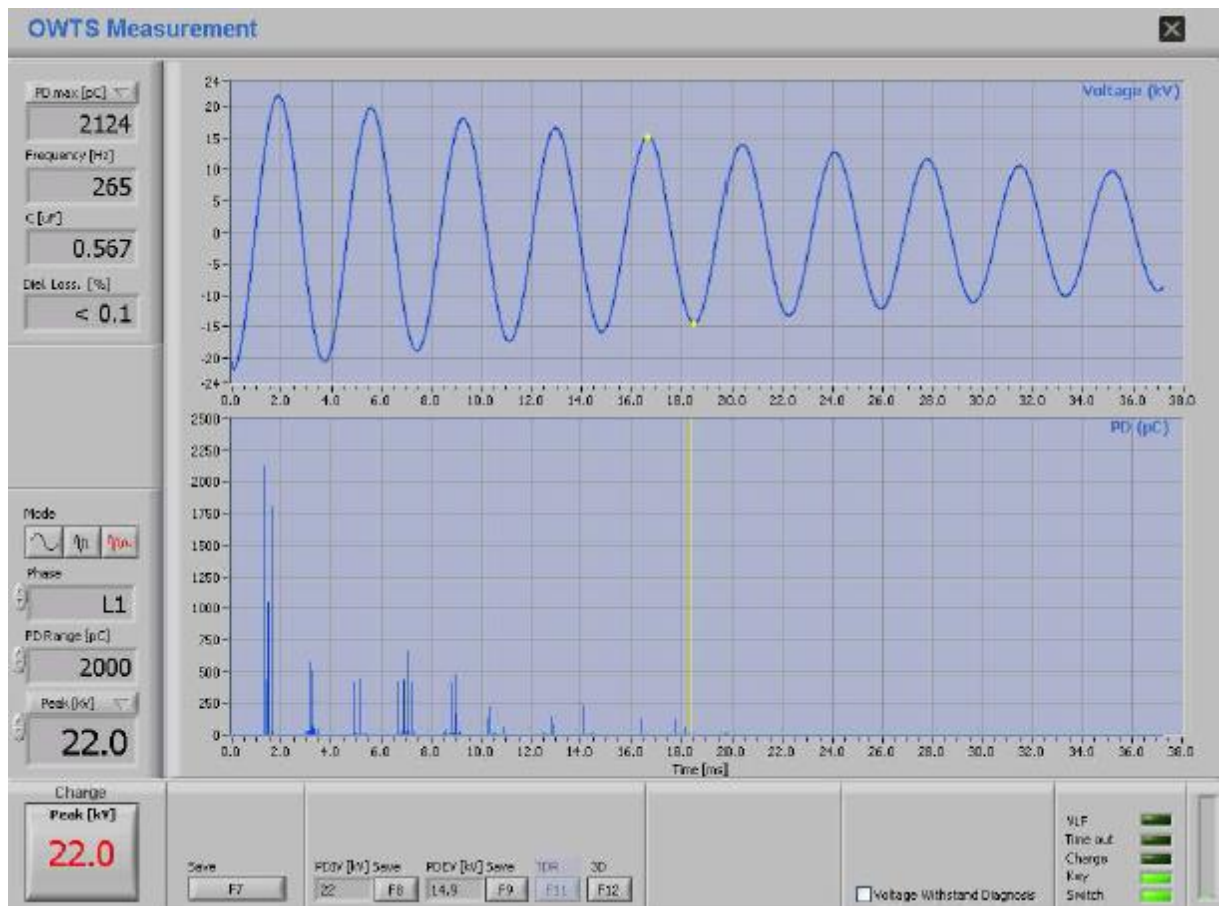 OWTS Measurement
PD max [pC]
2124
Frequency [Hz]
265
C [uF]
0.567
Diel. Loss. [%]
< 0.1
Mode
Phase
L1
PD Range [pC]
2000
Peak [kV]
22.0
Voltage (kV)
24
20
15
10
5
0
-5
-10
-15
-20
-24
0.0 2.0 4.0 6.0 8.0 10.0 12.0 14.0 16.0 18.0 20.0 22.0 24.0 26.0 28.0 30.0 32.0 34.0 36.0 38.0
PD (pC)
2500
2250
2000
1750
1500
1250
1000
750
500
250
0
0.0 2.0 4.0 6.0 8.0 10.0 12.0 14.0 16.0 18.0 20.0 22.0 24.0 26.0 28.0 30.0 32.0 34.0 36.0 38.0
Time [ms]
Charge
Peak [kV]
22.0
Save
F7
PDIV [kV] Save
22 F8
PDEV [kV] Save
14.9 F9
TDR
F11
3D
F12
Voltage Withstand Diagnosis
VLF
Time out
Charge
Key
Switch